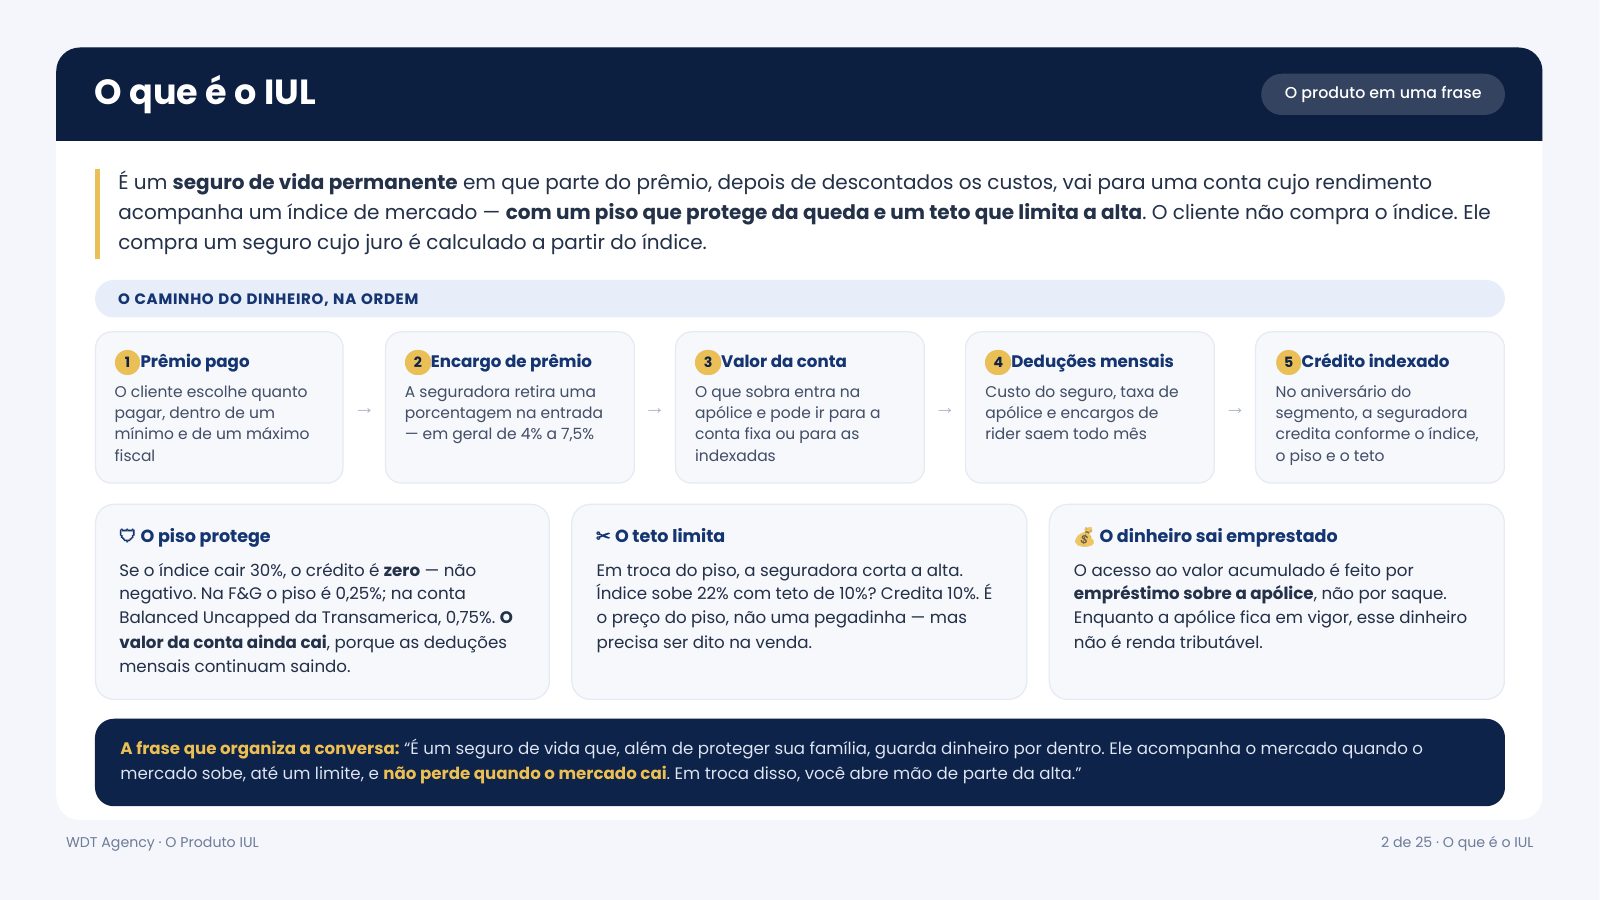 O que é o IUL
O produto em uma frase
É um seguro de vida permanente em que parte do prêmio, depois de descontados os custos, vai para uma conta cujo rendimento
acompanha um índice de mercado — com um piso que protege da queda e um teto que limita a alta. O cliente não compra o índice. Ele
compra um seguro cujo juro é calculado a partir do índice.
O CAMINHO DO DINHEIRO, NA ORDEM
1 Prêmio pago
O cliente escolhe quanto
pagar, dentro de um
mínimo e de um máximo
fiscal
→
2 Encargo de prêmio
A seguradora retira uma
porcentagem na entrada
— em geral de 4% a 7,5%
→
3 Valor da conta
O que sobra entra na
apólice e pode ir para a
conta fixa ou para as
indexadas
→
4 Deduções mensais
Custo do seguro, taxa de
apólice e encargos de
rider saem todo mês
→
5 Crédito indexado
No aniversário do
segmento, a seguradora
credita conforme o índice,
o piso e o teto
🛡 O piso protege
Se o índice cair 30%, o crédito é zero — não
negativo. Na F&G o piso é 0,25%; na conta
Balanced Uncapped da Transamerica, 0,75%. O
valor da conta ainda cai, porque as deduções
mensais continuam saindo.
✂ O teto limita
Em troca do piso, a seguradora corta a alta.
Índice sobe 22% com teto de 10%? Credita 10%. É
o preço do piso, não uma pegadinha — mas
precisa ser dito na venda.
💰 O dinheiro sai emprestado
O acesso ao valor acumulado é feito por
empréstimo sobre a apólice, não por saque.
Enquanto a apólice fica em vigor, esse dinheiro
não é renda tributável.
A frase que organiza a conversa: “É um seguro de vida que, além de proteger sua família, guarda dinheiro por dentro. Ele acompanha o mercado quando o
mercado sobe, até um limite, e não perde quando o mercado cai. Em troca disso, você abre mão de parte da alta.”
WDT Agency · O Produto IUL
2 de 25 · O que é o IUL